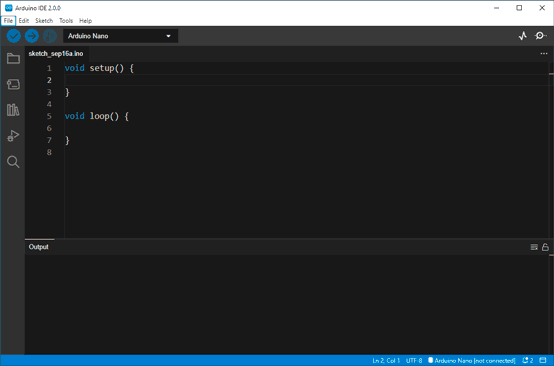 Arduino IDE 2.0.0
File Edit Sketch Tools Help
Arduino Nano
sketch_sep16a.ino
1 void setup() {
2
3 }
4
5 void loop() {
6
7 }
8
Output
Ln 2, Col 1 UTF-8 Arduino Nano [not connected] 2